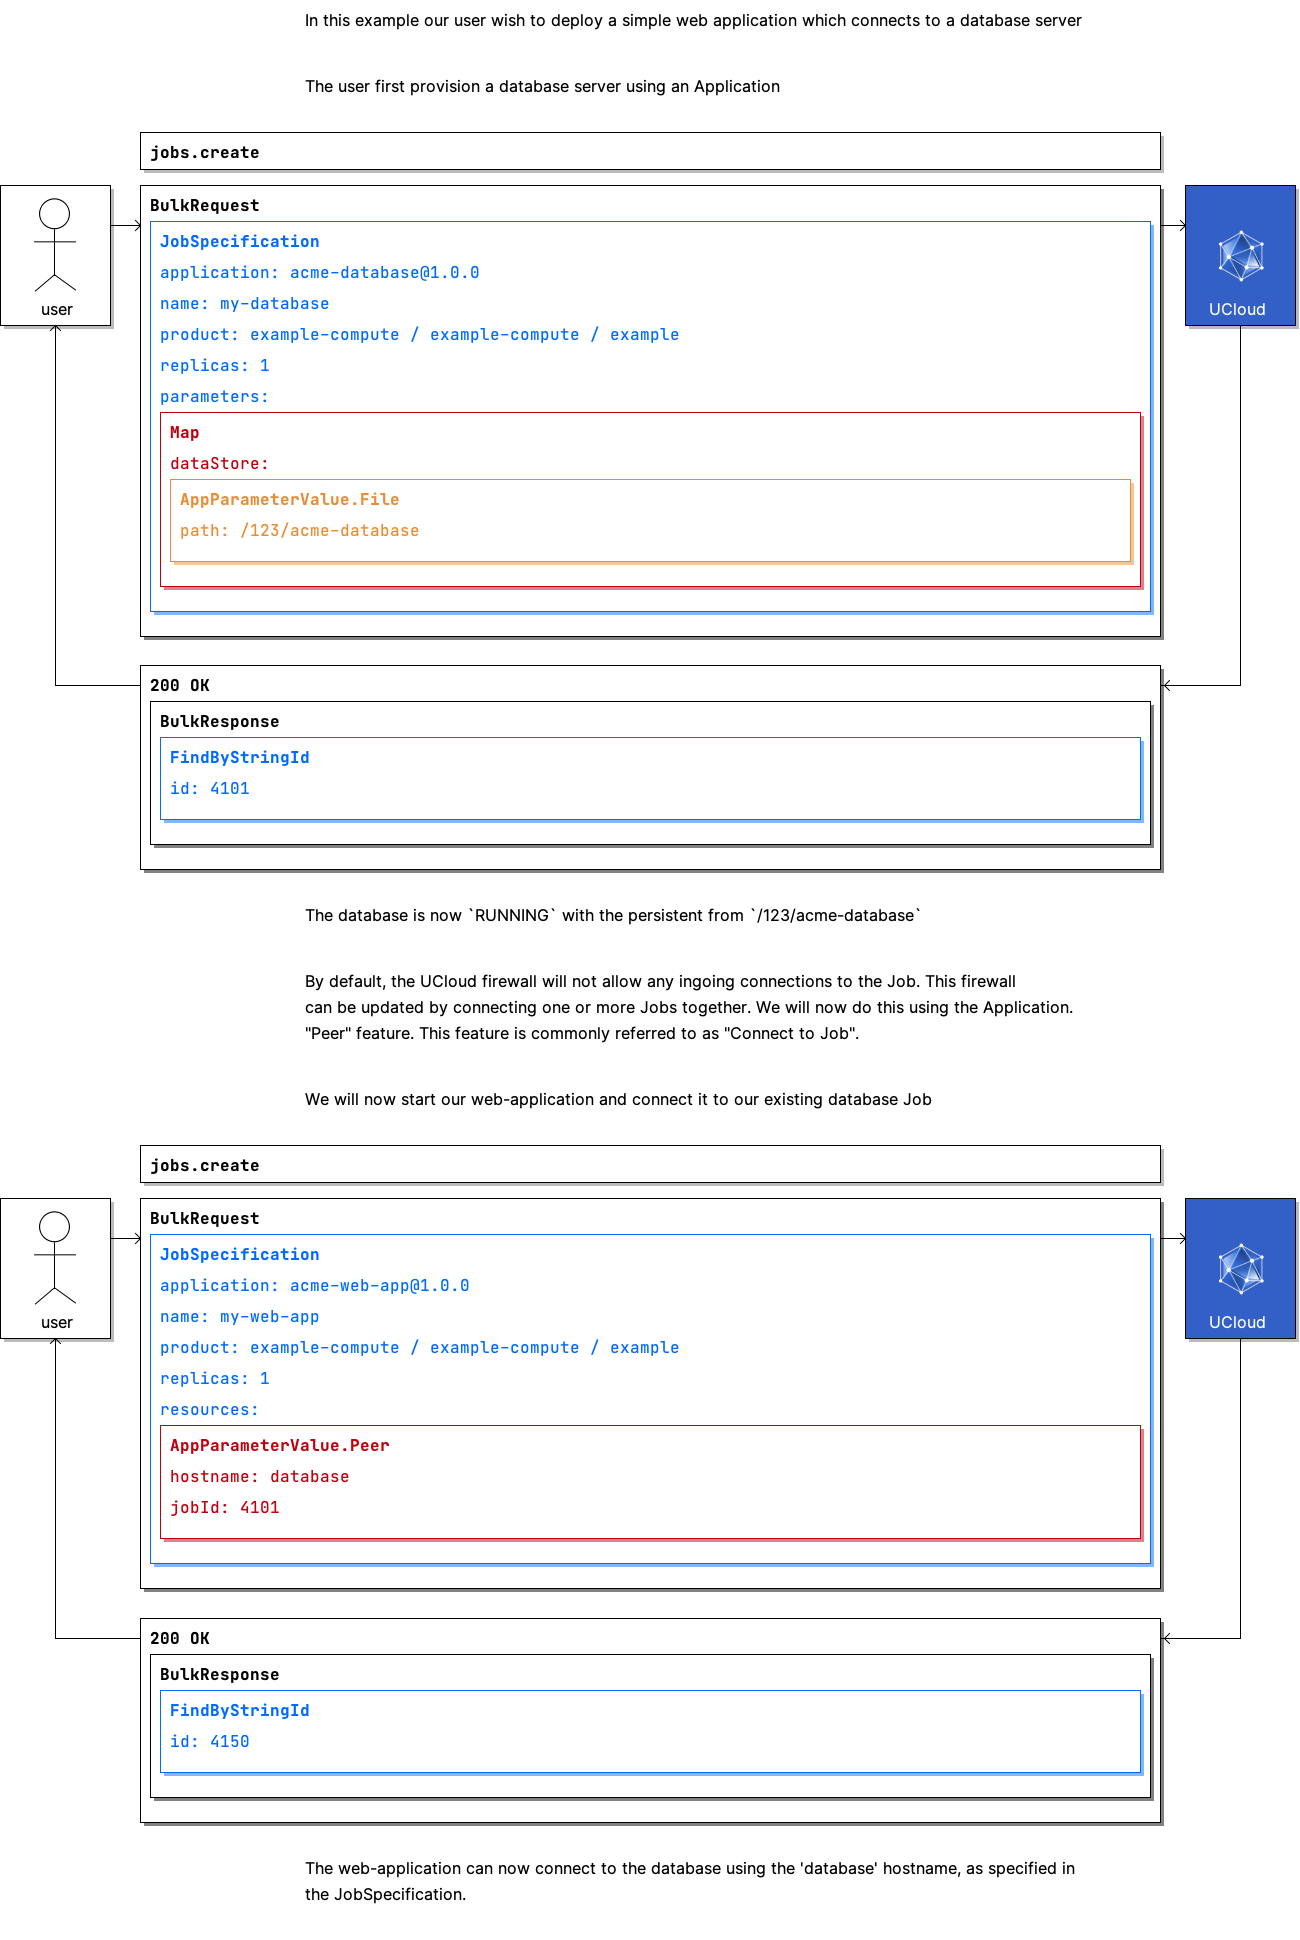 In this example our user wish to deploy a simple web application which connects to a database server
The user first provision a database server using an Application
jobs.create
BulkRequest
JobSpecification
application: acme-database@1.0.0
name: my-database
product: example-compute / example-compute / example
replicas: 1
parameters:
Map
dataStore:
AppParameterValue.File
path: /123/acme-database
user
UCloud
200 OK
BulkResponse
FindByStringId
id: 4101
The database is now `RUNNING` with the persistent from `/123/acme-database`
By default, the UCloud firewall will not allow any ingoing connections to the Job. This firewall
can be updated by connecting one or more Jobs together. We will now do this using the Application.
"Peer" feature. This feature is commonly referred to as "Connect to Job".
We will now start our web-application and connect it to our existing database Job
jobs.create
BulkRequest
JobSpecification
application: acme-web-app@1.0.0
name: my-web-app
product: example-compute / example-compute / example
replicas: 1
resources:
AppParameterValue.Peer
hostname: database
jobId: 4101
user
UCloud
200 OK
BulkResponse
FindByStringId
id: 4150
The web-application can now connect to the database using the 'database' hostname, as specified in
the JobSpecification.